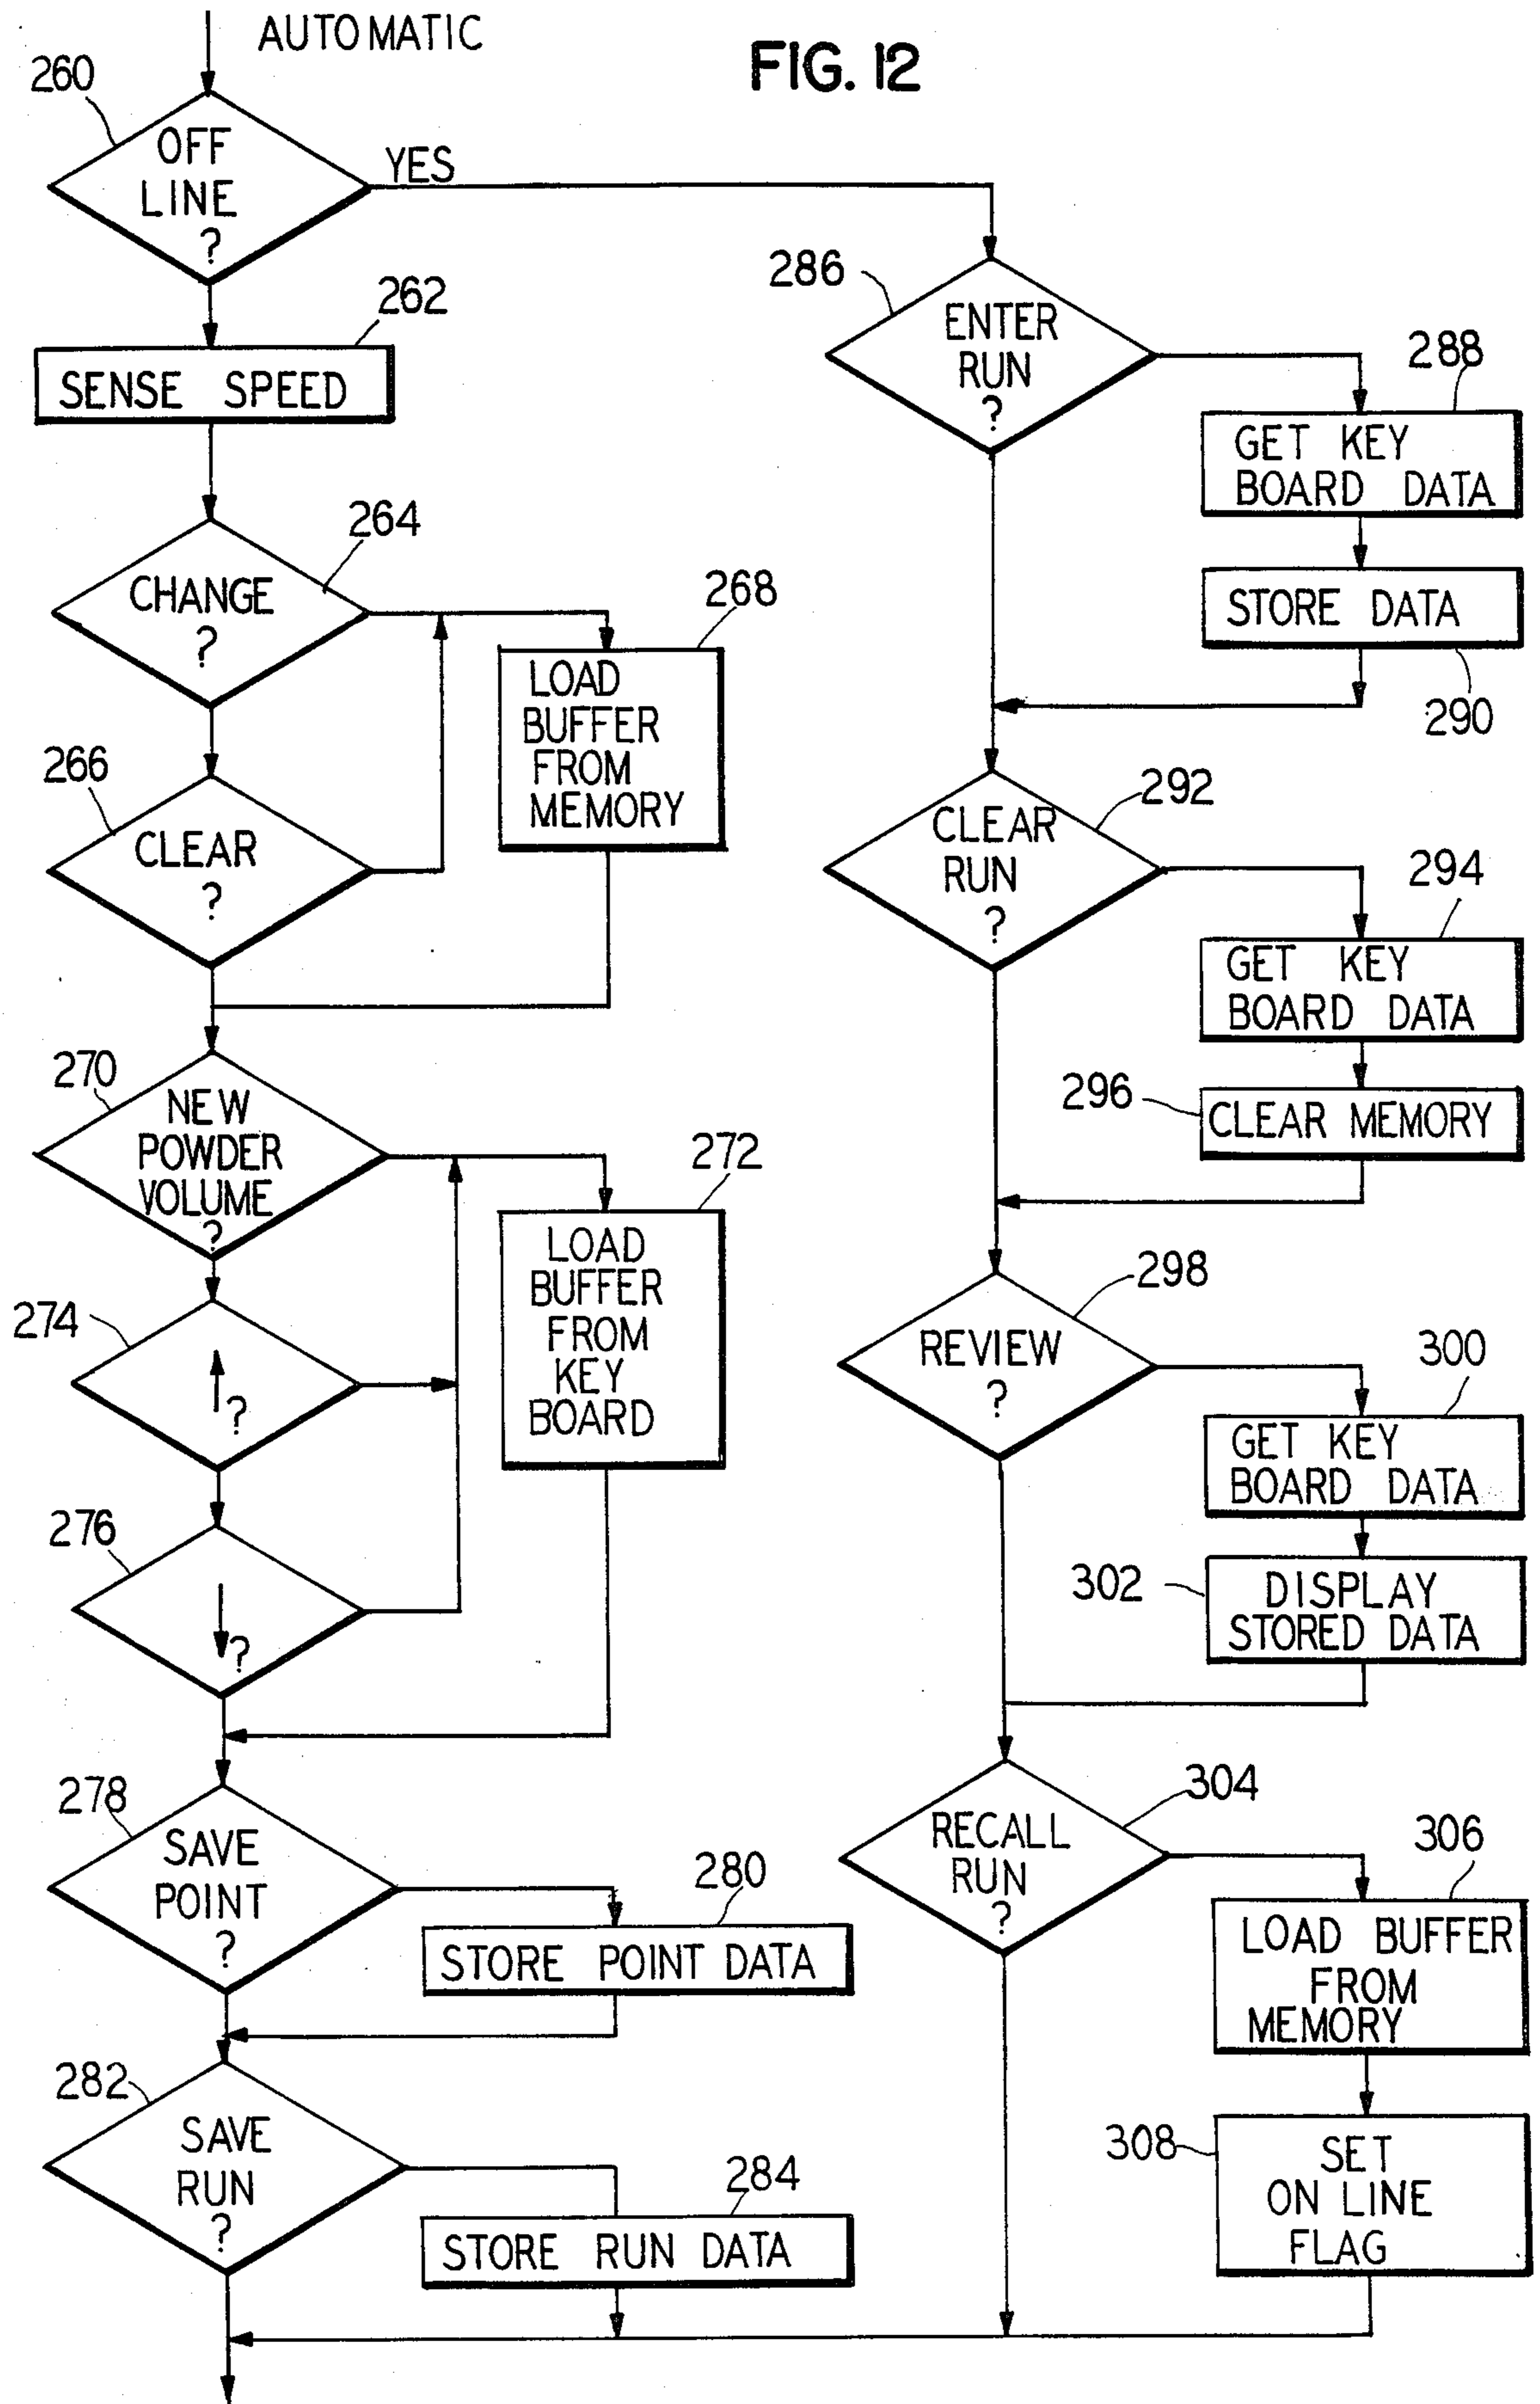 AUTOMATIC
FIG. 12
260
OFF
LINE
?
YES
262
SENSE SPEED
264
CHANGE
?
268
LOAD
BUFFER
FROM
MEMORY
266
CLEAR
?
270
NEW
POWDER
VOLUME
?
272
LOAD
BUFFER
FROM
KEY
BOARD
274
↑?
276
↓?
278
SAVE
POINT
?
280
STORE POINT DATA
282
SAVE
RUN
?
284
STORE RUN DATA
286
ENTER
RUN
?
288
GET KEY
BOARD DATA
STORE DATA
290
292
CLEAR
RUN
?
294
GET KEY
BOARD DATA
296
CLEAR MEMORY
298
REVIEW
?
300
GET KEY
BOARD DATA
302
DISPLAY
STORED DATA
304
RECALL
RUN
?
306
LOAD BUFFER
FROM
MEMORY
308
SET
ON LINE
FLAG